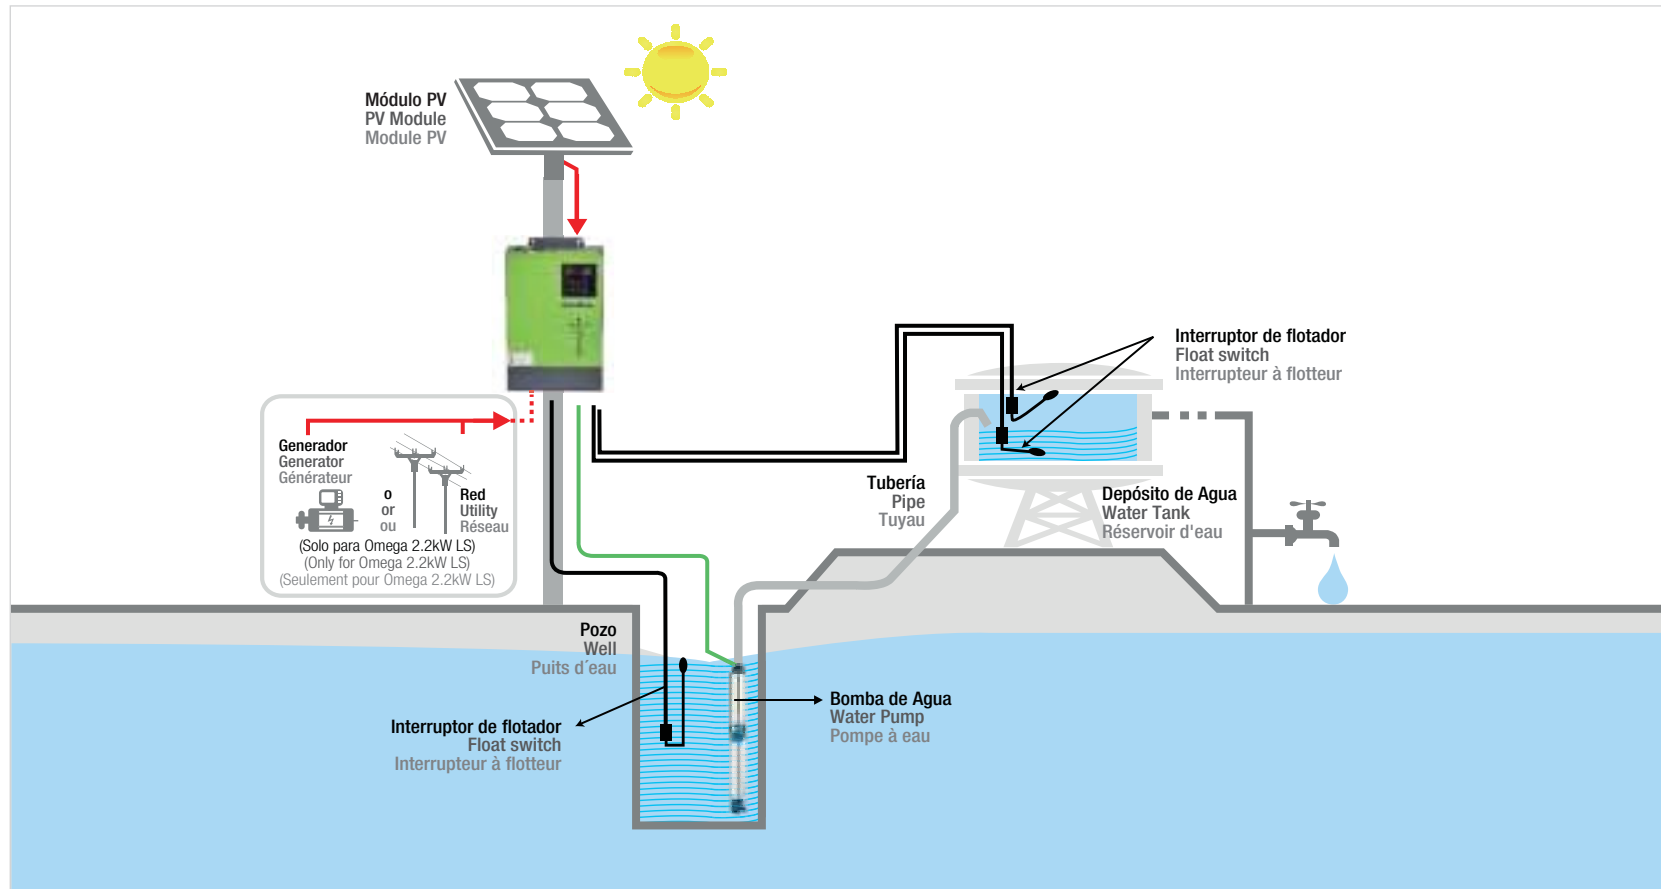 Módulo PV
PV Module
Module PV
Interruptor de flotador
Float switch
Interrupteur à flotteur
Generador
Generator
Générateur
o
or
ou
Red
Utility
Réseau
(Solo para Omega 2.2kW LS)
(Only for Omega 2.2kW LS)
(Seulement pour Omega 2.2kW LS)
Tubería
Pipe
Tuyau
Depósito de Agua
Water Tank
Réservoir d'eau
Pozo
Well
Puits d´eau
Interruptor de flotador
Float switch
Interrupteur à flotteur
Bomba de Agua
Water Pump
Pompe à eau